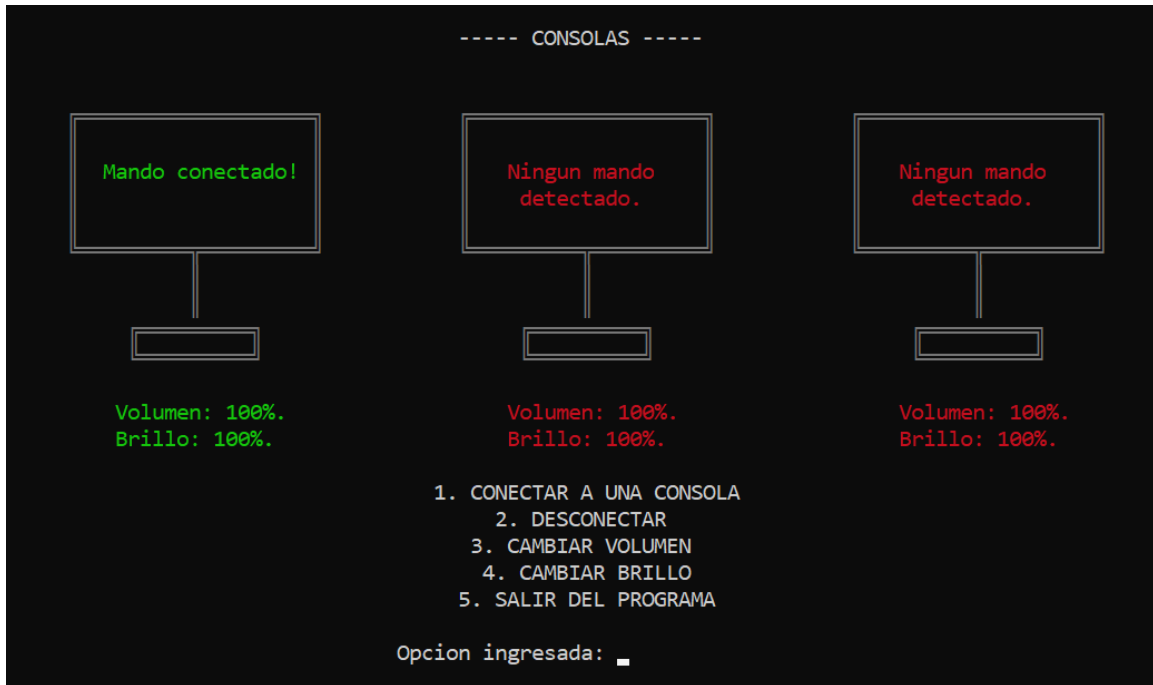 ----- CONSOLAS -----
Mando conectado!
Ningun mando
detectado.
Ningun mando
detectado.
Volumen: 100%.
Brillo: 100%.
Volumen: 100%.
Brillo: 100%.
Volumen: 100%.
Brillo: 100%.
1. CONECTAR A UNA CONSOLA
2. DESCONECTAR
3. CAMBIAR VOLUMEN
4. CAMBIAR BRILLO
5. SALIR DEL PROGRAMA
Opcion ingresada: